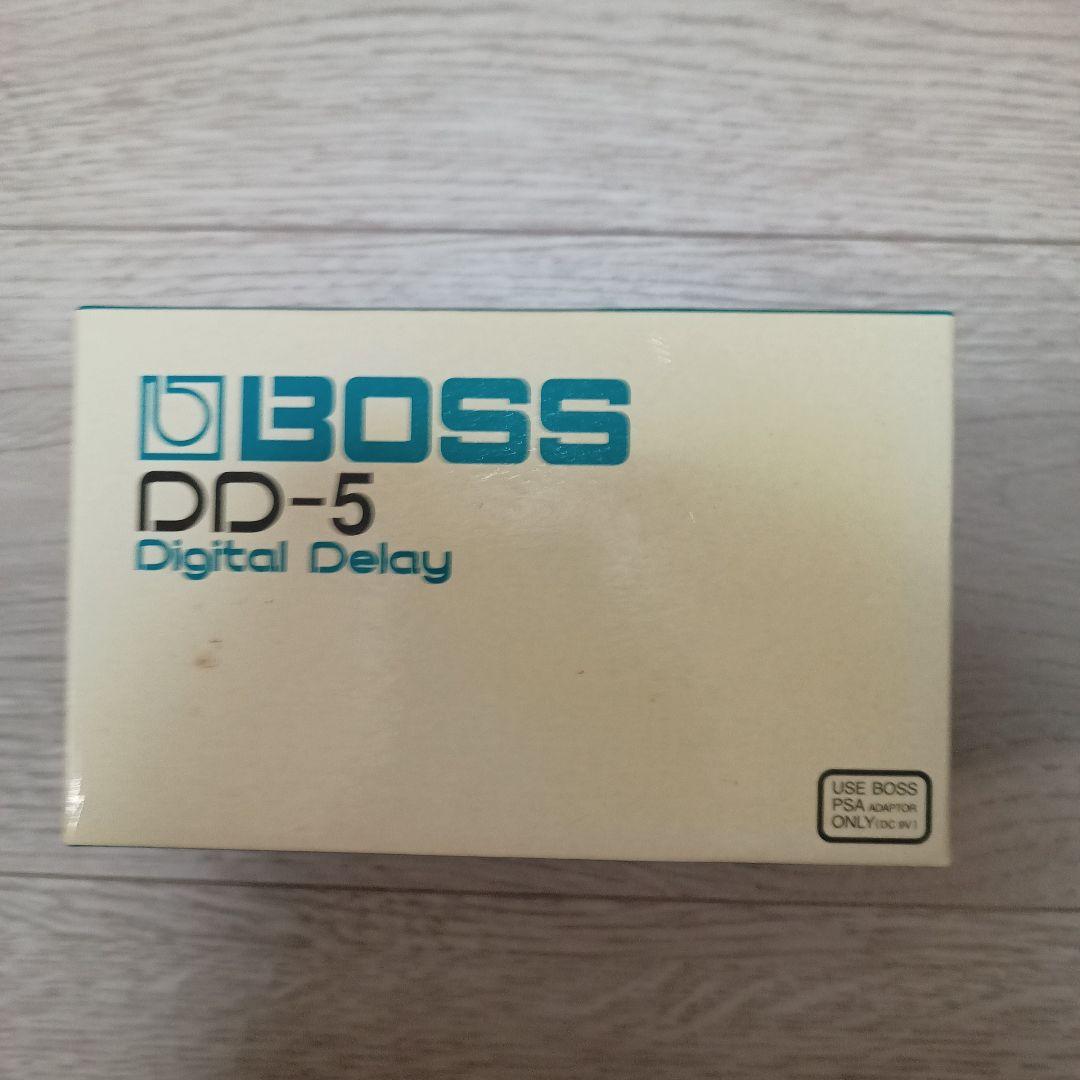 b BOSS
DD-5
Digital Delay
USE BOSS
PSA ADAPTOR
ONLY(DC 9V)